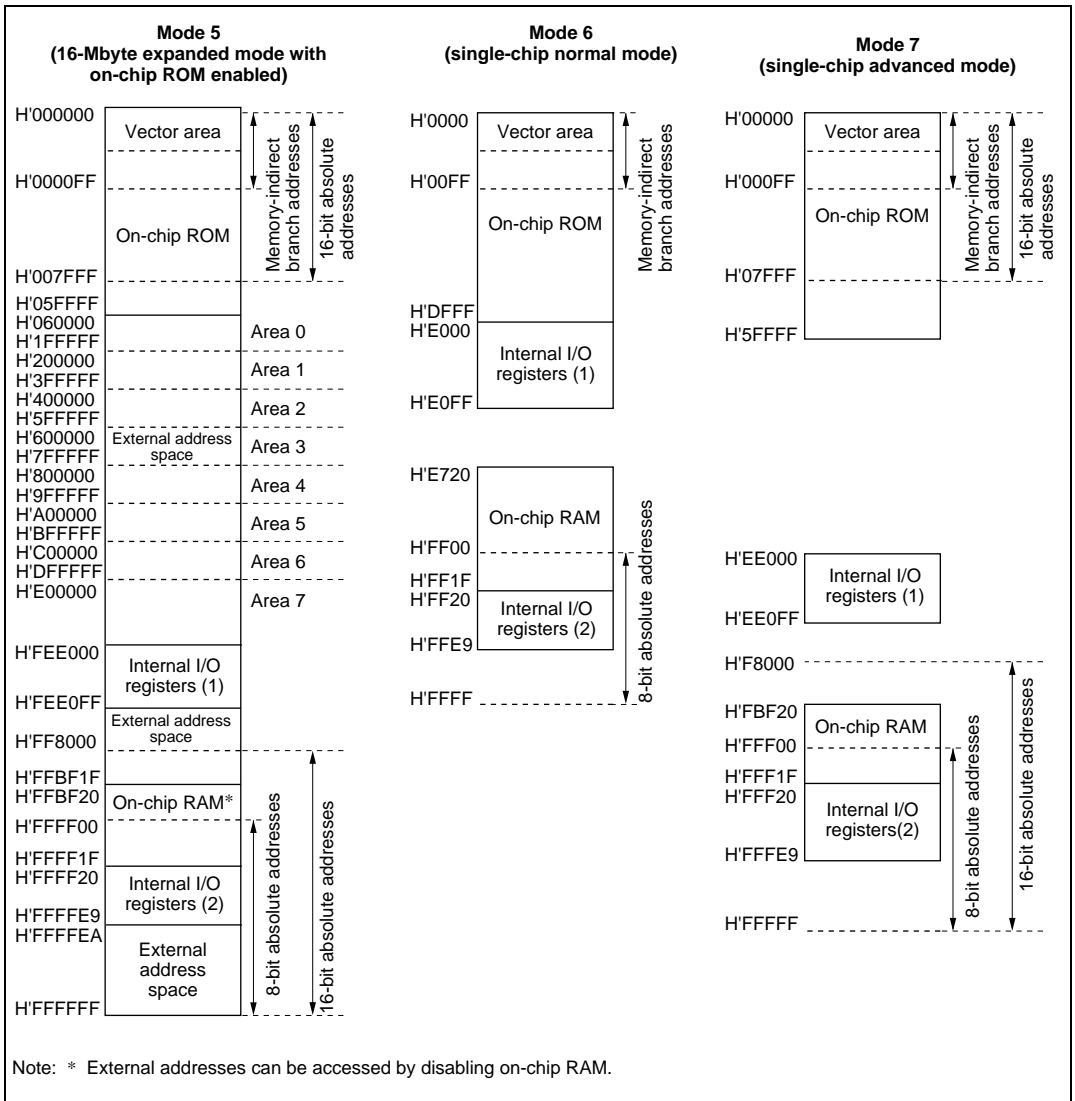 Mode 5
(16-Mbyte expanded mode with
on-chip ROM enabled)
H'000000
Vector area
H'0000FF
On-chip ROM
H'007FFF
H'05FFFF
H'060000
H'1FFFFF
H'200000
H'3FFFFF
H'400000
H'5FFFFF
H'600000
H'7FFFFF
H'800000
H'9FFFFF
H'A00000
H'BFFFFF
H'C00000
H'DFFFFF
H'E00000
External address
space
Area 0
Area 1
Area 2
Area 3
Area 4
Area 5
Area 6
Area 7
Memory-indirect
branch addresses
16-bit absolute
addresses
H'FEE000
Internal I/O
registers (1)
H'FEE0FF
External address
space
H'FF8000
H'FFBF1F
H'FFBF20
On-chip RAM*
H'FFFF00
H'FFFF1F
H'FFFF20
Internal I/O
registers (2)
H'FFFFE9
H'FFFFEA
External
address
space
H'FFFFFF
8-bit absolute addresses
16-bit absolute addresses
Mode 6
(single-chip normal mode)
H'0000
Vector area
H'00FF
On-chip ROM
Memory-indirect
branch addresses
H'DFFF
H'E000
Internal I/O
registers (1)
H'E0FF
H'E720
On-chip RAM
H'FF00
H'FF1F
H'FF20
Internal I/O
registers (2)
H'FFE9
H'FFFF
8-bit absolute addresses
Mode 7
(single-chip advanced mode)
H'00000
Vector area
H'000FF
On-chip ROM
H'07FFF
H'5FFFF
Memory-indirect
branch addresses
16-bit absolute
addresses
H'EE000
Internal I/O
registers (1)
H'EE0FF
H'F8000
H'FBF20
On-chip RAM
H'FFF00
H'FFF1F
H'FFF20
Internal I/O
registers(2)
H'FFFE9
H'FFFFF
8-bit absolute addresses
16-bit absolute addresses
Note: * External addresses can be accessed by disabling on-chip RAM.